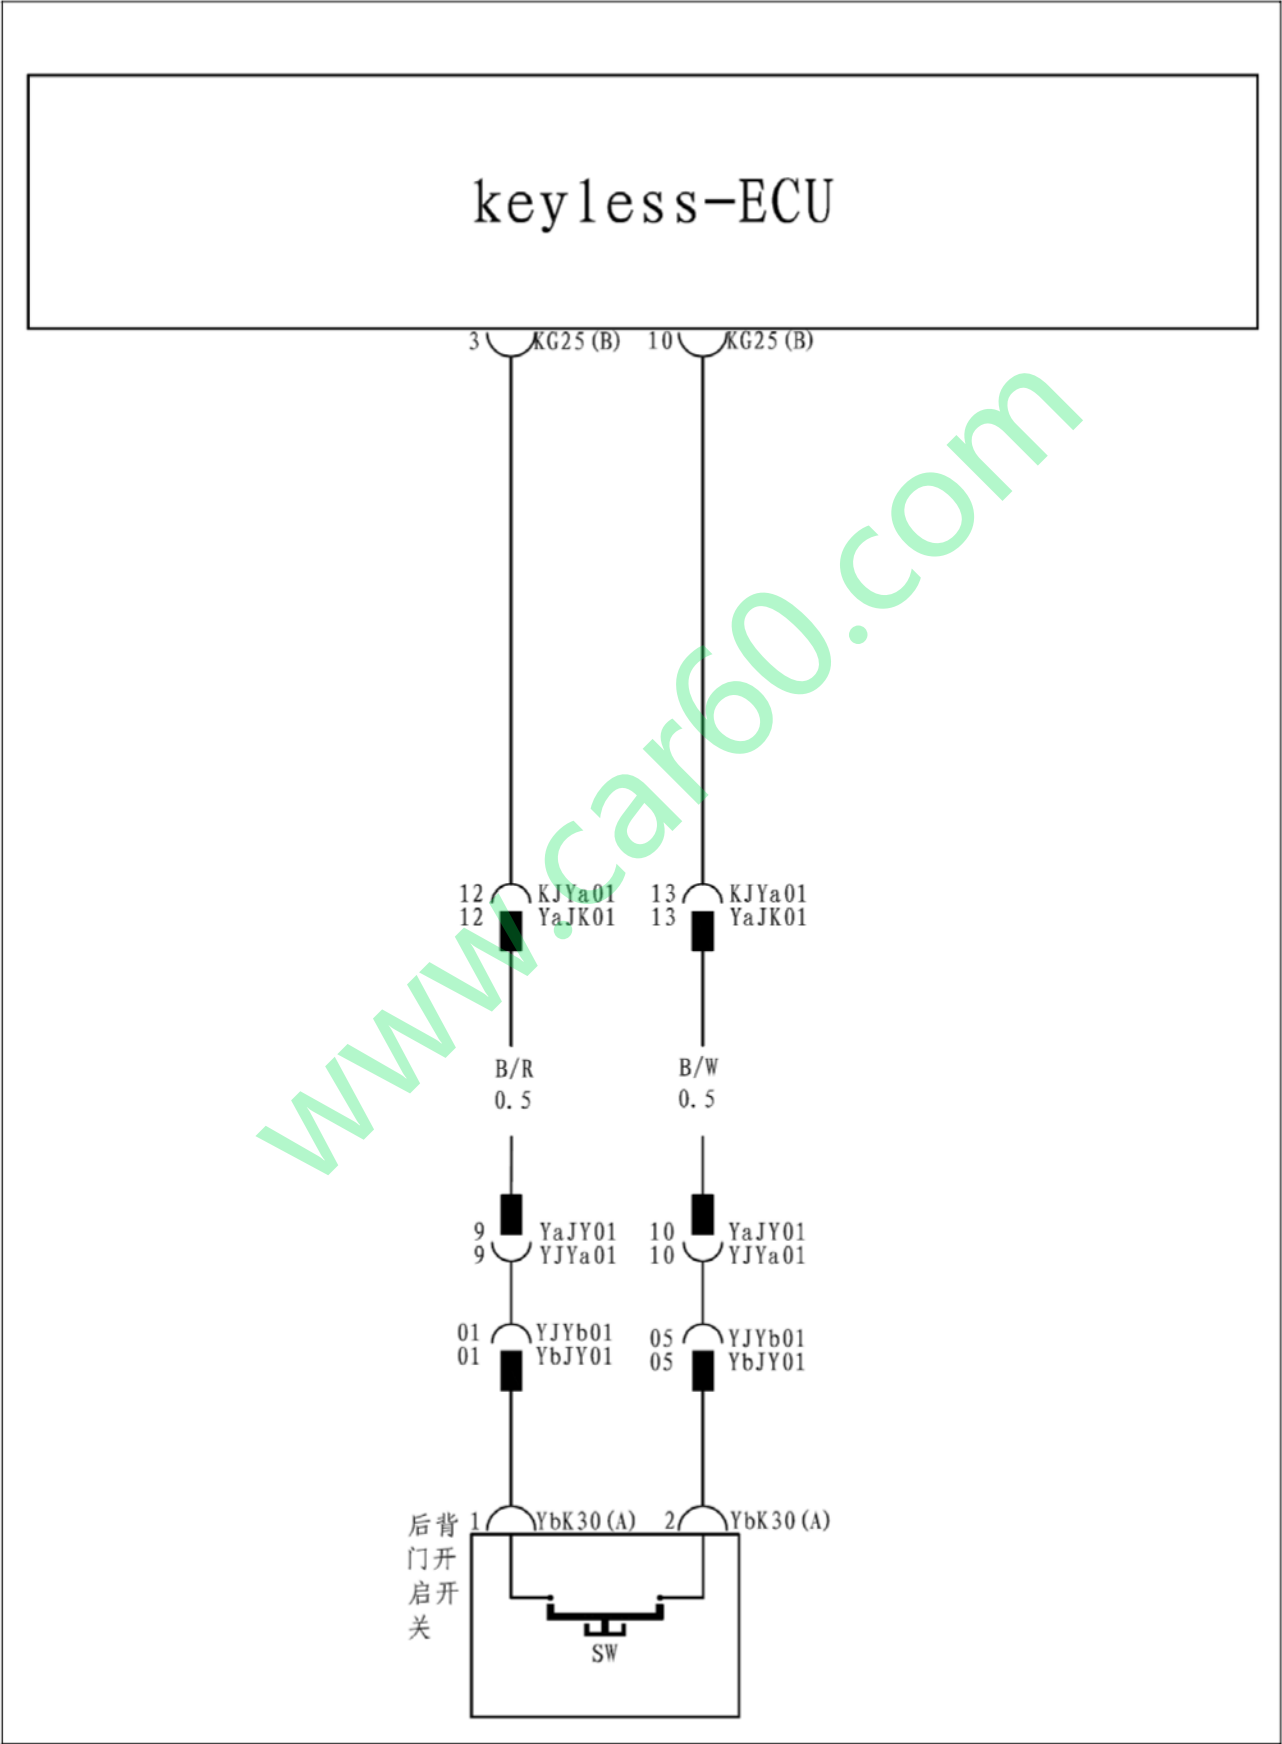 keyless-ECU
3 KG25(B) 10 KG25(B)
www.car60.com
12 KJYa01 13 KJYa01
12 YaJK01 13 YaJK01
B/R B/W
0.5 0.5
9 YaJY01 10 YaJY01
9 YJYa01 10 YJYa01
01 YJYb01 05 YJYb01
01 YbJY01 05 YbJY01
后背 1 YbK30(A) 2 YbK30(A)
门开
启开
关
SW